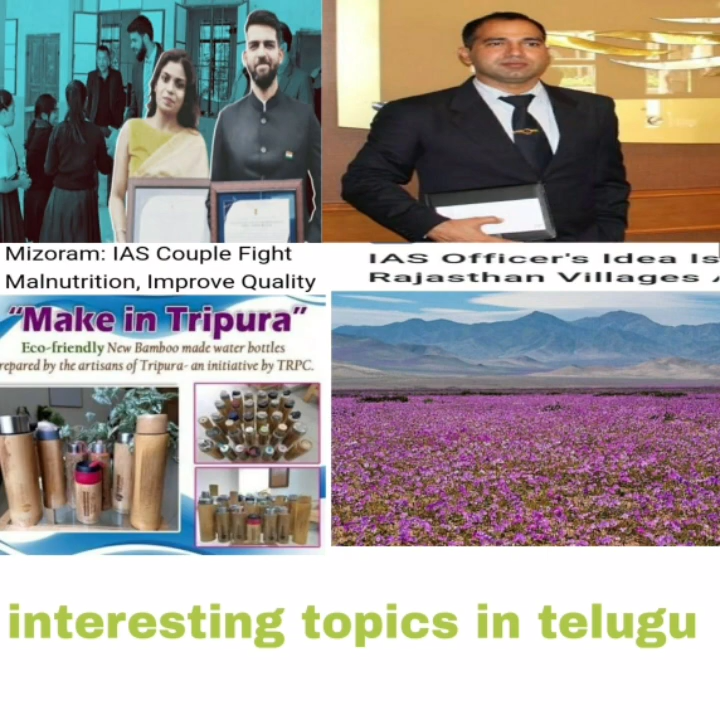 Mizoram: IAS Couple Fight
Malnutrition, Improve Quality
IAS Officer's Idea Is
Rajasthan Villages
"Make in Tripura"
Eco-friendly New Bamboo made water bottles
repared by the artisans of Tripura- an initiative by TRPC.
interesting topics in telugu